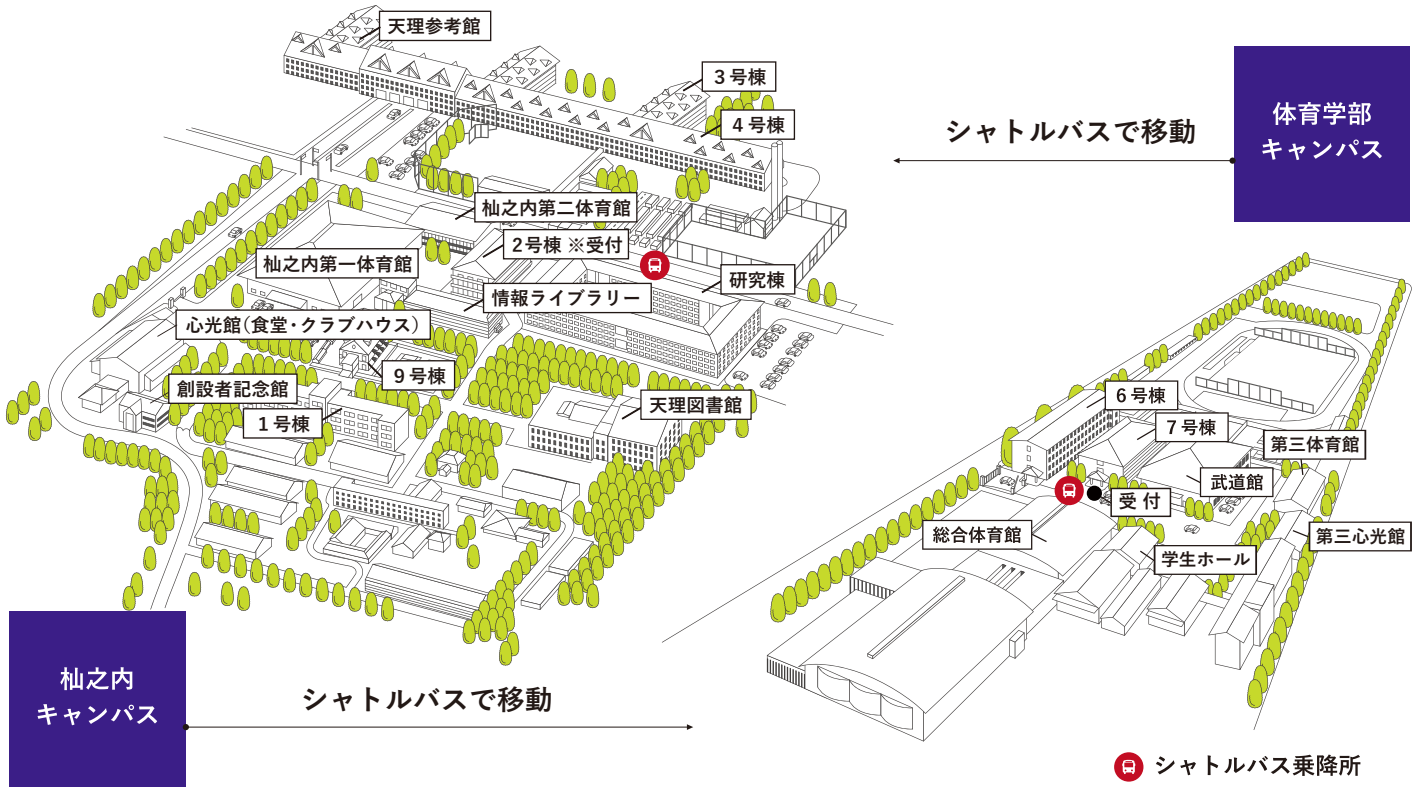 天理参考館
3号棟
4号棟
シャトルバスで移動
体育学部
キャンパス
杣之内第二体育館
2号棟 ※受付
杣之内第一体育館
研究棟
情報ライブラリー
心光館(食堂・クラブハウス)
9号棟
創設者記念館
1号棟
天理図書館
6号棟
7号棟
第三体育館
武道館
受付
総合体育館
第三心光館
学生ホール
杣之内
キャンパス
シャトルバスで移動
シャトルバス乗降所